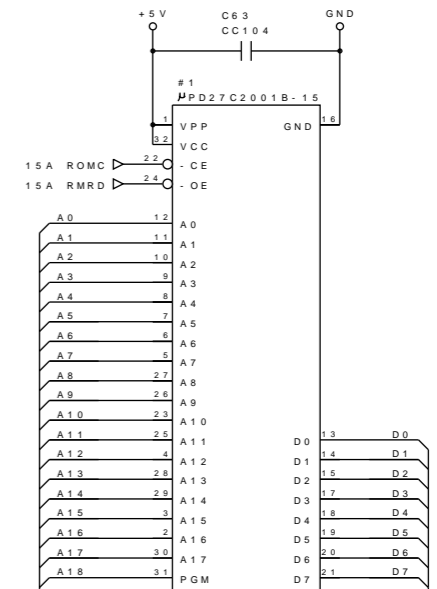 +5V C63 GND
CC104
#1
μPD27C2001B-15
1 VPP GND 16
32 VCC
15A ROMC 22 -CE
15A RMRD 24 -OE
A0 12 A0
A1 11 A1
A2 10 A2
A3 9 A3
A4 8 A4
A5 7 A5
A6 6 A6
A7 5 A7
A8 27 A8
A9 26 A9
A10 23 A10
A11 25 A11 D0 13 D0
A12 4 A12 D1 14 D1
A13 28 A13 D2 15 D2
A14 29 A14 D3 17 D3
A15 3 A15 D4 18 D4
A16 2 A16 D5 19 D5
A17 30 A17 D6 20 D6
A18 31 PGM D7 21 D7